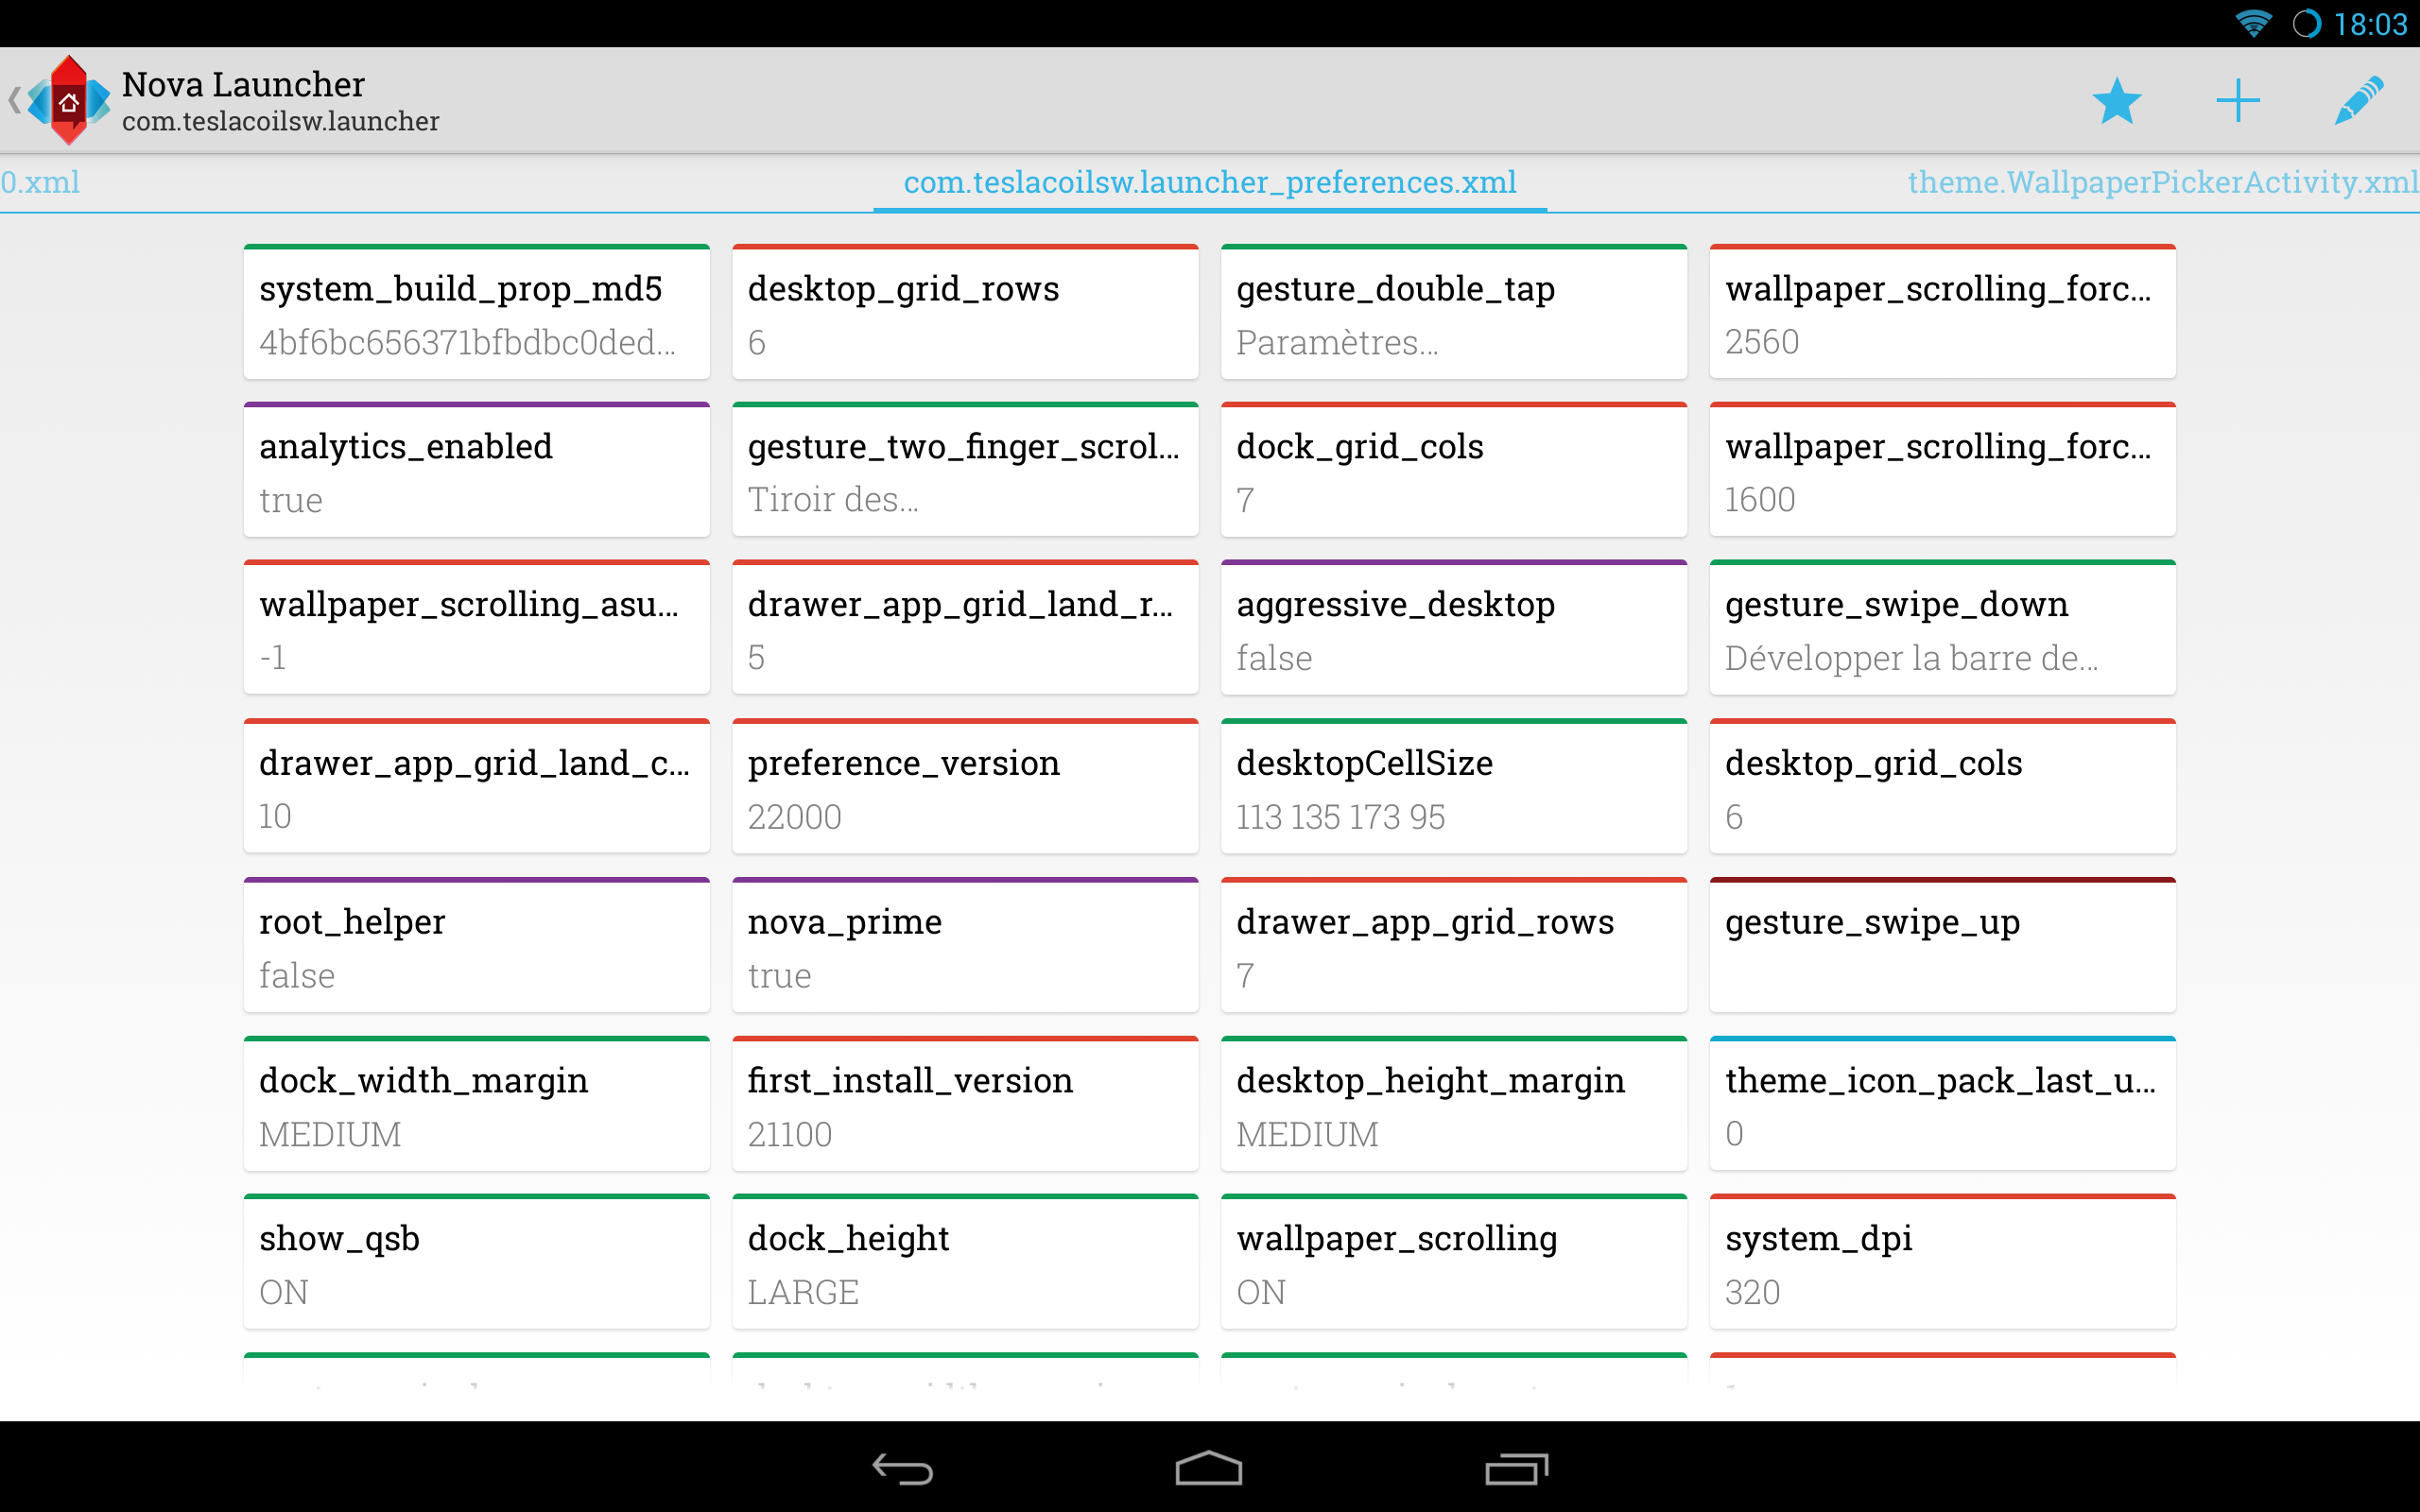 18:03
Nova Launcher
com.teslacoilsw.launcher
0.xml
com.teslacoilsw.launcher_preferences.xml
theme.WallpaperPickerActivity.xml
system_build_prop_md5
4bf6bc656371bfbdbc0ded...
desktop_grid_rows
6
gesture_double_tap
Paramètres...
wallpaper_scrolling_forc...
2560
analytics_enabled
true
gesture_two_finger_scrol...
Tiroir des...
dock_grid_cols
7
wallpaper_scrolling_forc...
1600
wallpaper_scrolling_asu...
-1
drawer_app_grid_land_r...
5
aggressive_desktop
false
gesture_swipe_down
Développer la barre de...
drawer_app_grid_land_c...
10
preference_version
22000
desktopCellSize
113 135 173 95
desktop_grid_cols
6
root_helper
false
nova_prime
true
drawer_app_grid_rows
7
gesture_swipe_up
dock_width_margin
MEDIUM
first_install_version
21100
desktop_height_margin
MEDIUM
theme_icon_pack_last_u...
0
show_qsb
ON
dock_height
LARGE
wallpaper_scrolling
ON
system_dpi
320